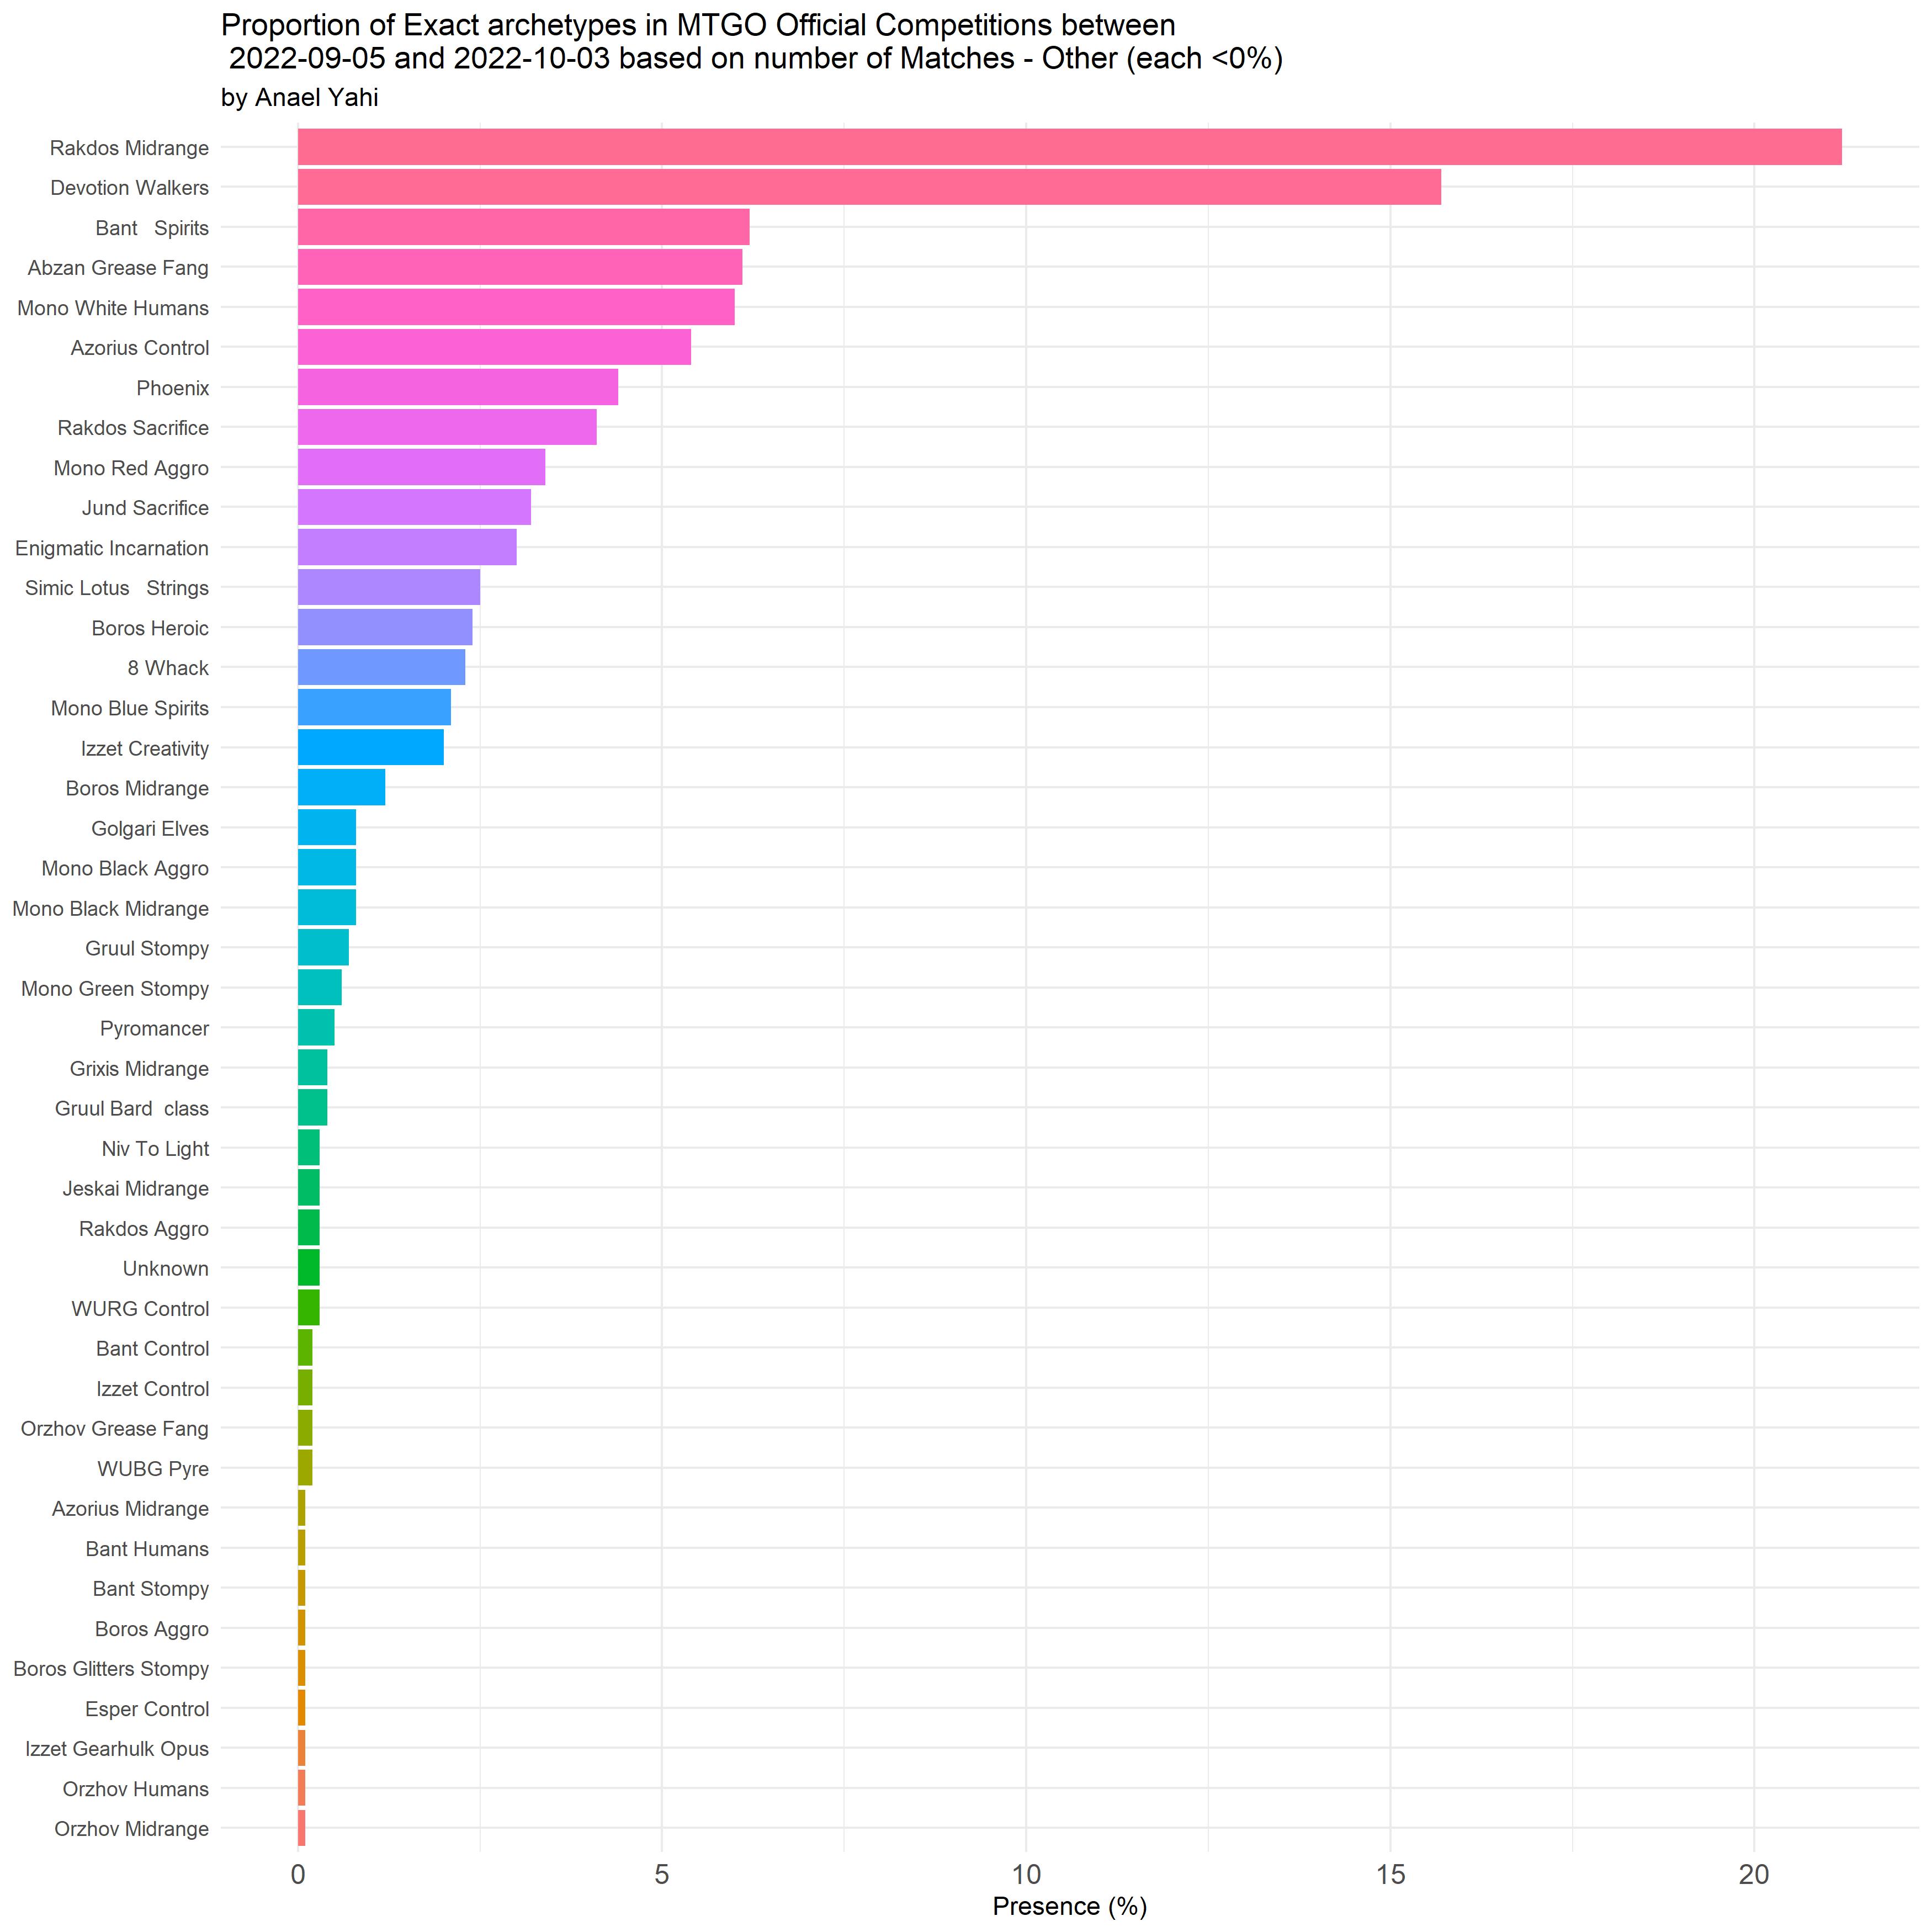 Proportion of Exact archetypes in MTGO Official Competitions between
2022-09-05 and 2022-10-03 based on number of Matches - Other (each <0%)
by Anael Yahi
Rakdos Midrange
Devotion Walkers
Bant   Spirits
Abzan Grease Fang
Mono White Humans
Azorius Control
Phoenix
Rakdos Sacrifice
Mono Red Aggro
Jund Sacrifice
Enigmatic Incarnation
Simic Lotus   Strings
Boros Heroic
8 Whack
Mono Blue Spirits
Izzet Creativity
Boros Midrange
Golgari Elves
Mono Black Aggro
Mono Black Midrange
Gruul Stompy
Mono Green Stompy
Pyromancer
Grixis Midrange
Gruul Bard  class
Niv To Light
Jeskai Midrange
Rakdos Aggro
Unknown
WURG Control
Bant Control
Izzet Control
Orzhov Grease Fang
WUBG Pyre
Azorius Midrange
Bant Humans
Bant Stompy
Boros Aggro
Boros Glitters Stompy
Esper Control
Izzet Gearhulk Opus
Orzhov Humans
Orzhov Midrange
0 5 10 15 20
Presence (%)